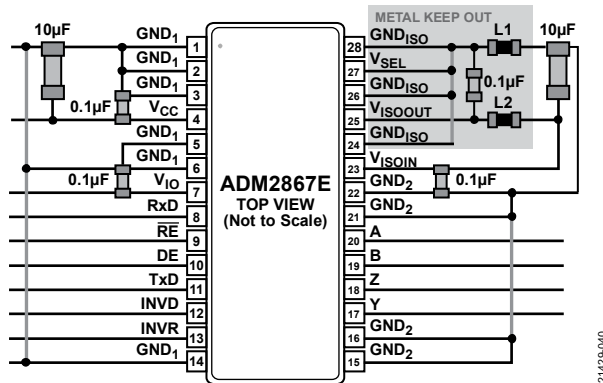 METAL KEEP OUT
10µF
GND1
1
28
GNDISO
L1
10µF
GND1
2
27
VSEL
GND1
3
26
GNDISO
0.1µF
0.1µF
VCC
4
25
VISOOUT
L2
GND1
5
24
GNDISO
GND1
6
23
VISOIN
0.1µF
VIO
7
ADM2867E
TOP VIEW
(Not to Scale)
22
GND2
0.1µF
RxD
8
21
GND2
RE
9
20
A
DE
10
19
B
TxD
11
18
Z
INVD
12
17
Y
INVR
13
16
GND2
GND1
14
15
GND2
21429-040